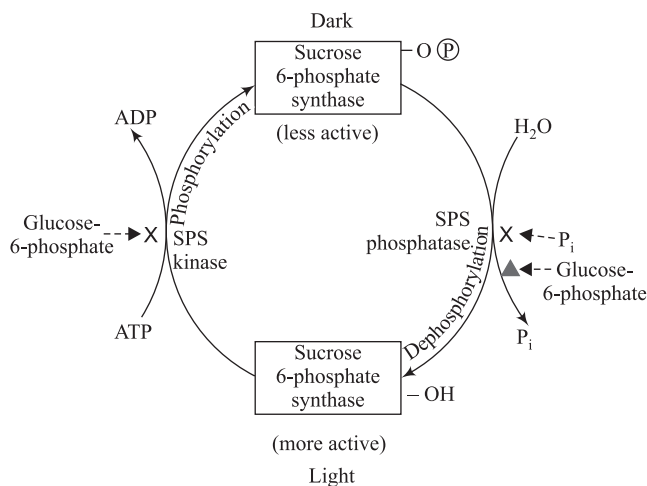 Dark
Sucrose
6-phosphate
synthase
– O Ⓟ
(less active)
ADP
Phosphorylation
H₂O
Glucose-
6-phosphate
X
SPS
kinase
SPS
phosphatase
X
Pᵢ
Glucose-
6-phosphate
Dephosphorylation
ATP
Pᵢ
Sucrose
6-phosphate
synthase
– OH
(more active)
Light